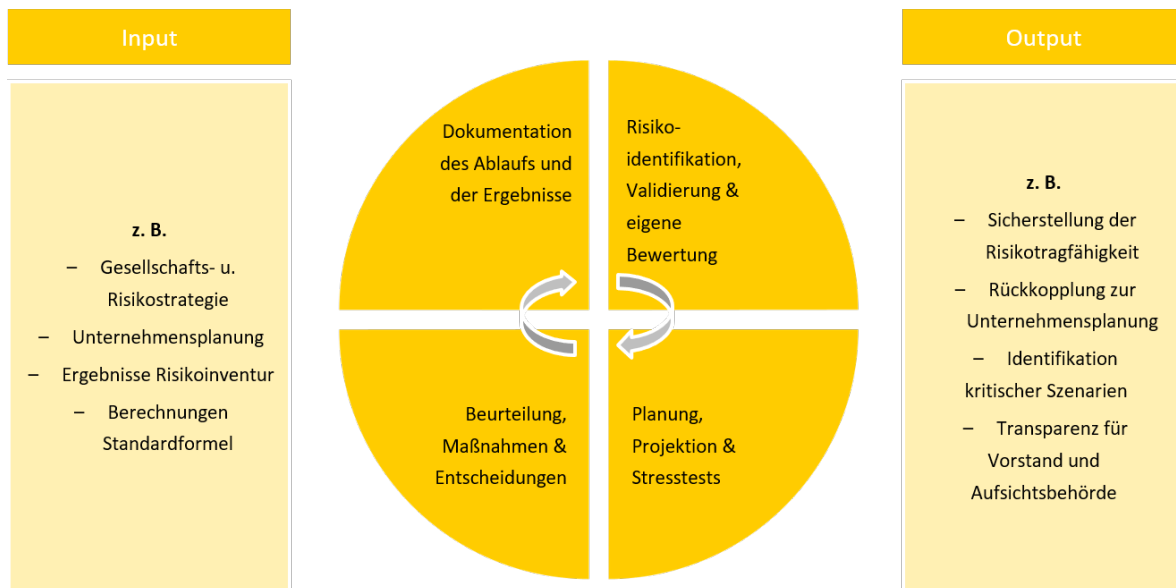 Input
z. B.
– Gesellschafts- u.
Risikostrategie
– Unternehmensplanung
– Ergebnisse Risikoinventur
– Berechnungen
Standardformel
Dokumentation
des Ablaufs und
der Ergebnisse
Risiko-
identifikation,
Validierung &
eigene
Bewertung
Beurteilung,
Maßnahmen &
Entscheidungen
Planung,
Projektion &
Stresstests
Output
z. B.
– Sicherstellung der
Risikotragfähigkeit
– Rückkopplung zur
Unternehmensplanung
– Identifikation
kritischer Szenarien
– Transparenz für
Vorstand und
Aufsichtsbehörde